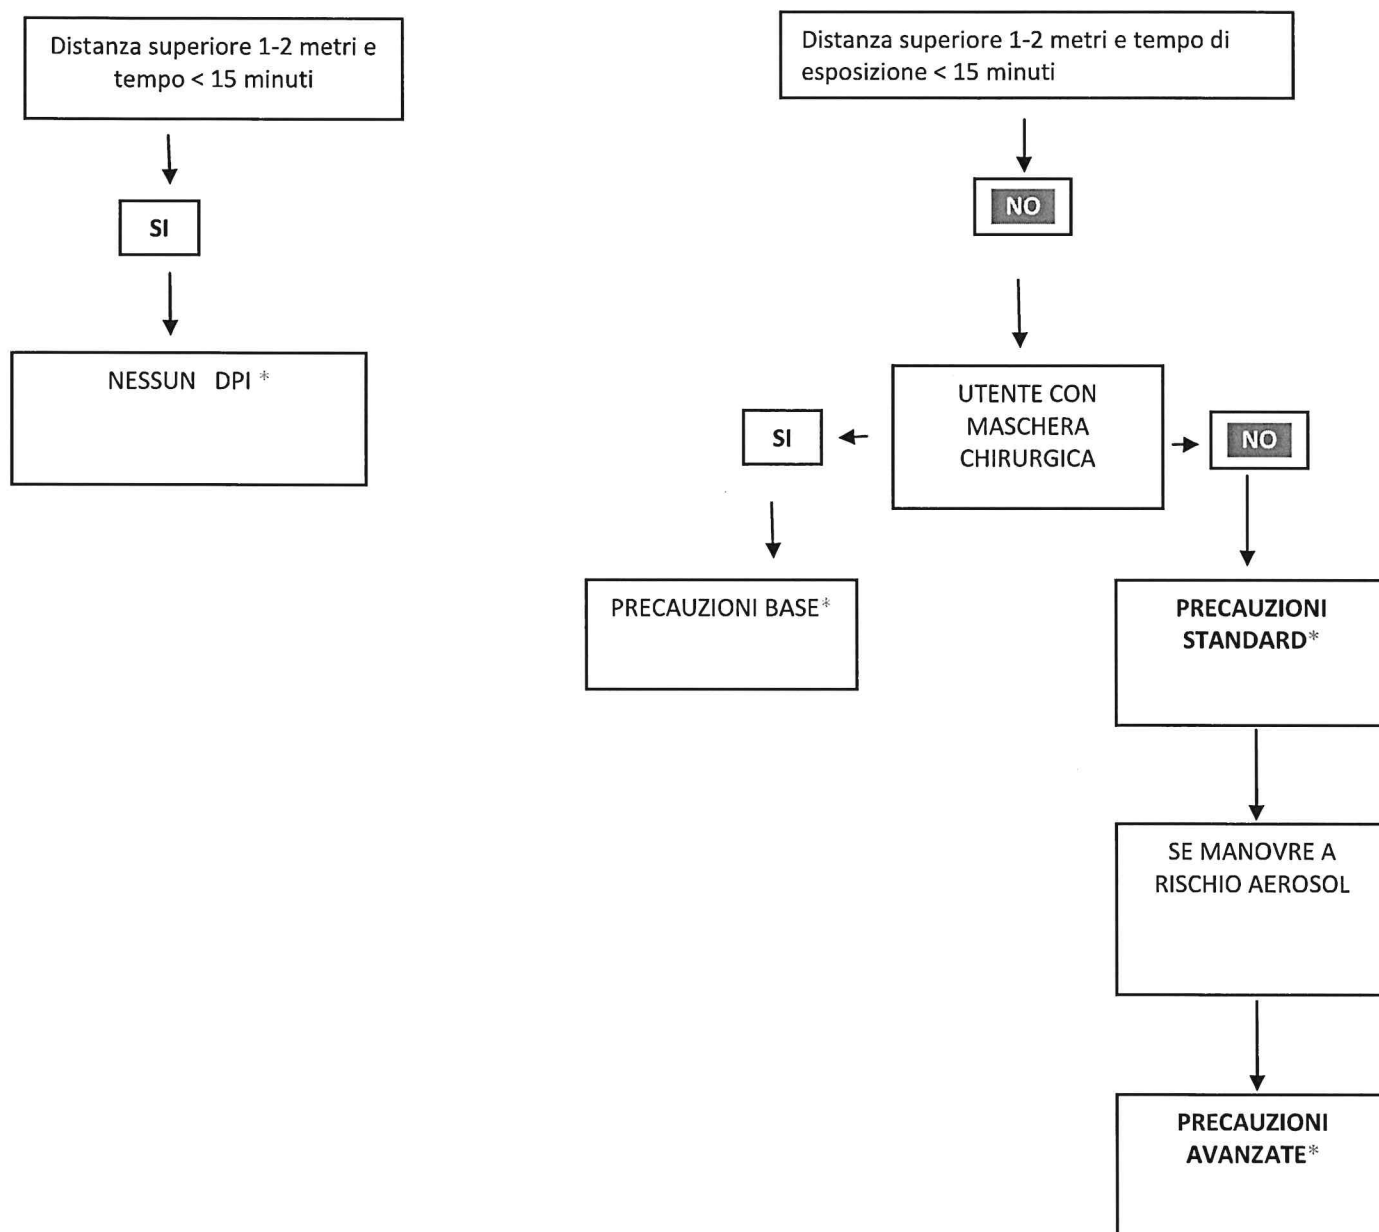 Distanza superiore 1-2 metri e
tempo < 15 minuti
SI
NESSUN DPI *
Distanza superiore 1-2 metri e tempo di
esposizione < 15 minuti
NO
UTENTE CON
MASCHERA
CHIRURGICA
SI
NO
PRECAUZIONI BASE*
PRECAUZIONI
STANDARD*
SE MANOVRE A
RISCHIO AEROSOL
PRECAUZIONI
AVANZATE*